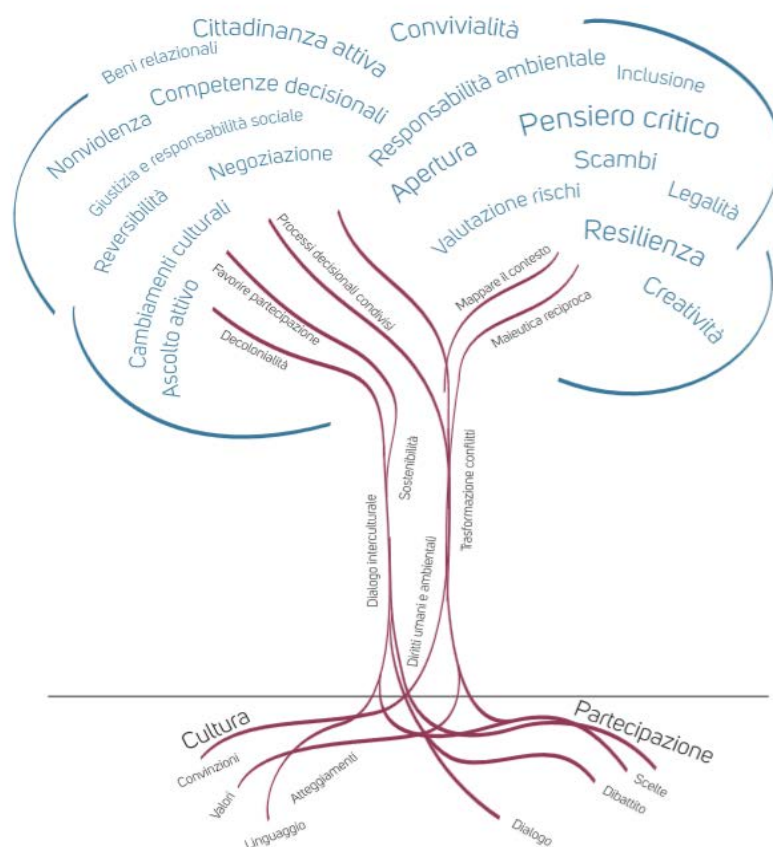 Cittadinanza attiva
Convivialità
Beni relazionali
Competenze decisionali
Responsabilità ambientale
Inclusione
Nonviolenza
Giustizia e responsabilità sociale
Pensiero critico
Negoziazione
Apertura
Scambi
Reversibilità
Legalità
Valutazione rischi
Cambiamenti culturali
Resilienza
Ascolto attivo
Creatività
Processi decisionali condivisi
Favorire partecipazione
Decolonialità
Mappare il contesto
Maieutica reciproca
Sostenibilità
Trasformazione conflitti
Dialogo interculturale
Diritti umani e ambientali
Cultura
Partecipazione
Convinzioni
Valori
Atteggiamenti
Linguaggio
Scelte
Dibattito
Dialogo